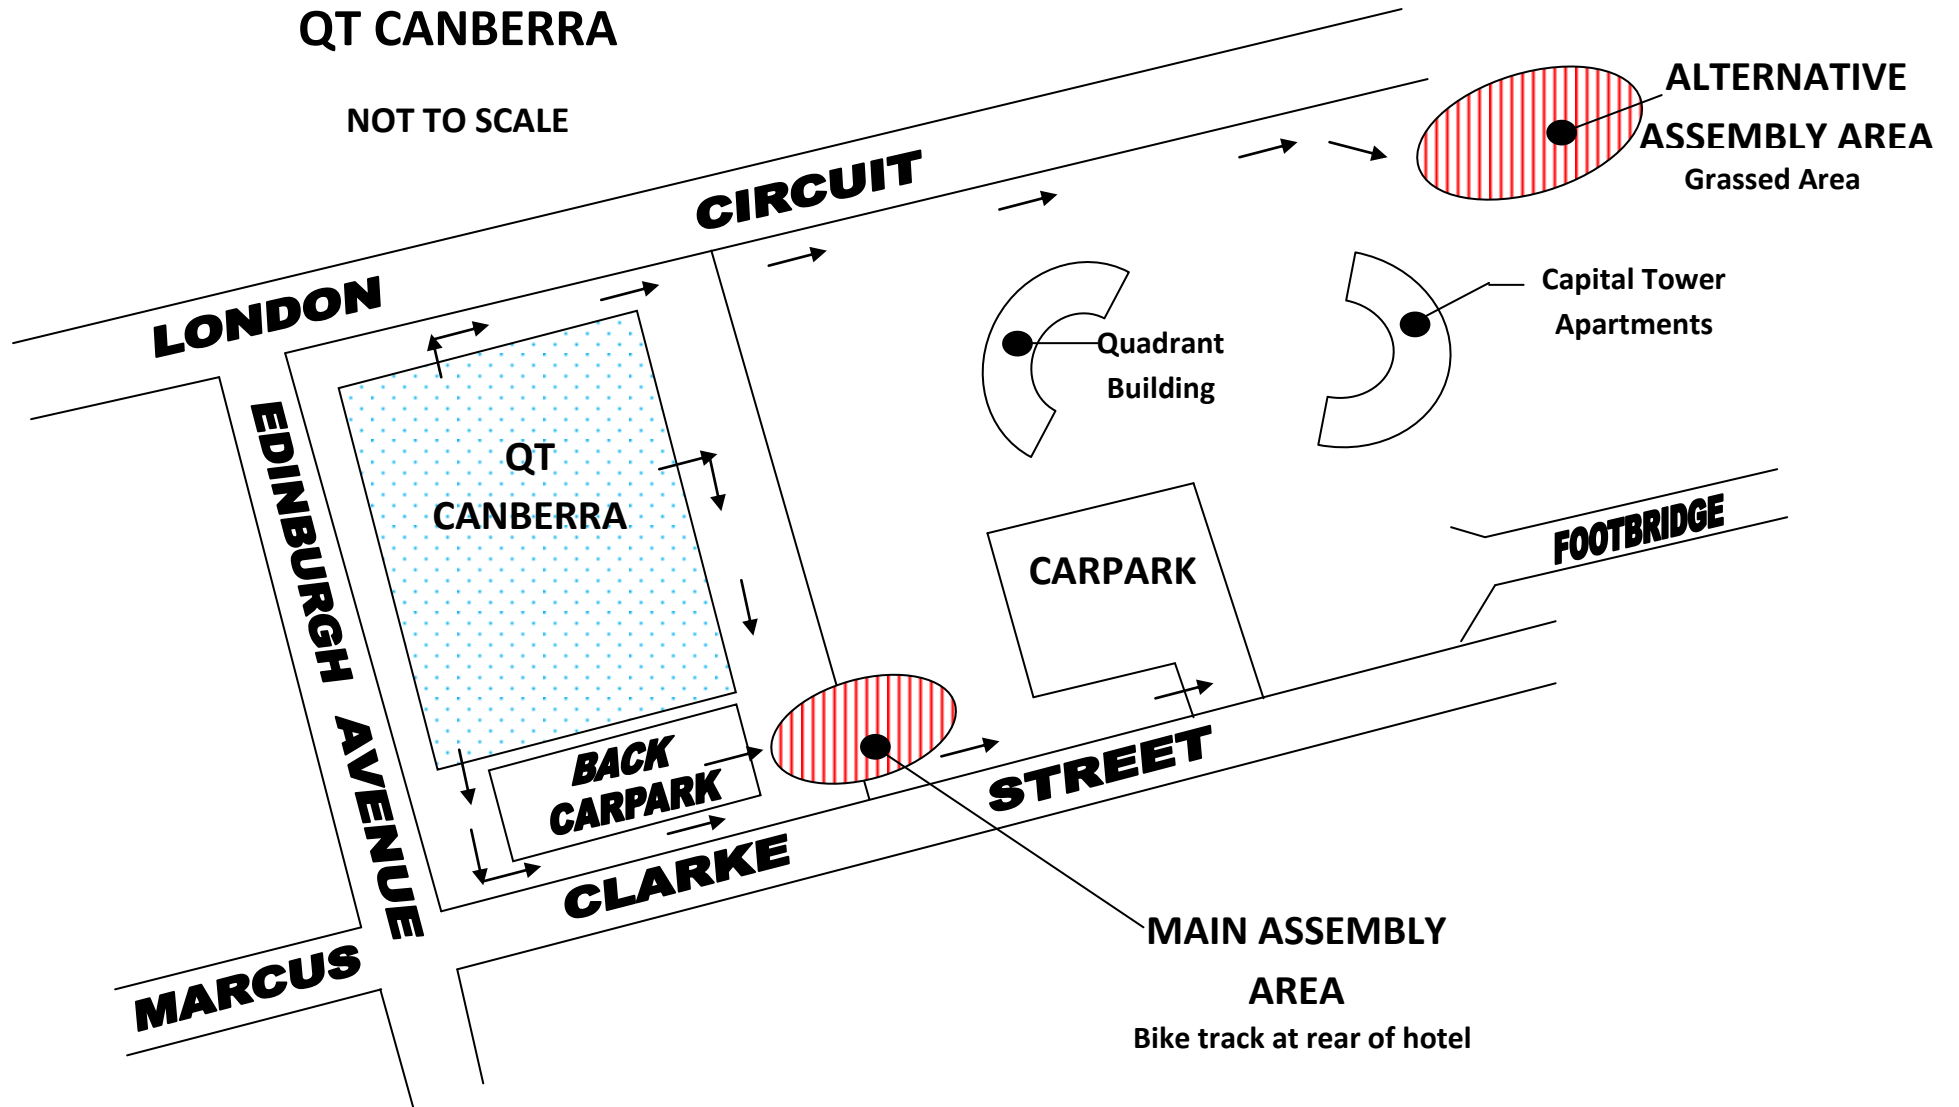 QT CANBERRA
NOT TO SCALE
ALTERNATIVE
ASSEMBLY AREA
Grassed Area
LONDON CIRCUIT
Capital Tower
Apartments
Quadrant
Building
EDINBURGH AVENUE
QT
CANBERRA
CARPARK
FOOTBRIDGE
BACK
CARPARK
MARCUS CLARKE STREET
MAIN ASSEMBLY
AREA
Bike track at rear of hotel